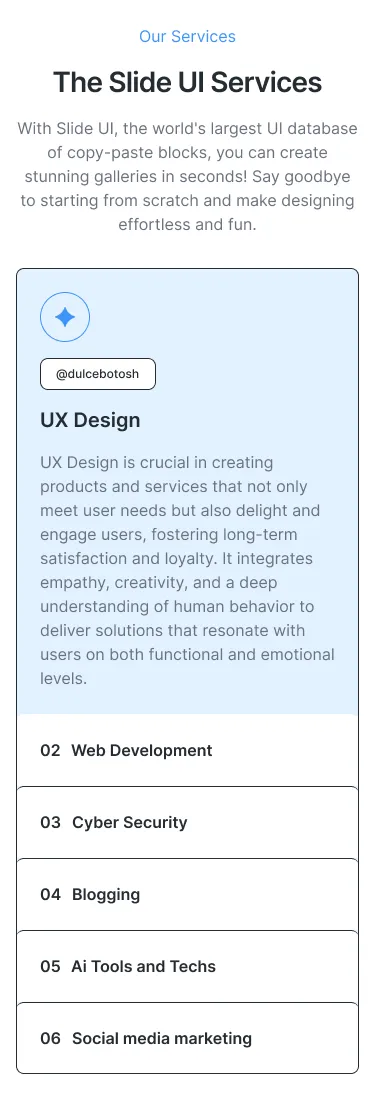 Our Services
The Slide UI Services
With Slide UI, the world's largest UI database
of copy-paste blocks, you can create
stunning galleries in seconds! Say goodbye
to starting from scratch and make designing
effortless and fun.
@dulcebotosh
UX Design
UX Design is crucial in creating
products and services that not only
meet user needs but also delight and
engage users, fostering long-term
satisfaction and loyalty. It integrates
empathy, creativity, and a deep
understanding of human behavior to
deliver solutions that resonate with
users on both functional and emotional
levels.
02 Web Development
03 Cyber Security
04 Blogging
05 Ai Tools and Techs
06 Social media marketing